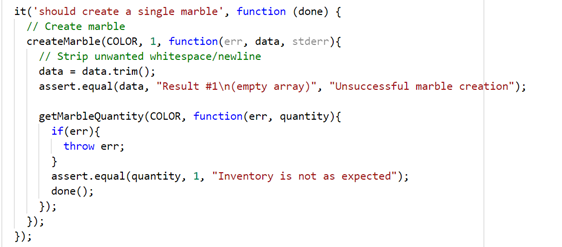 it('should create a single marble', function (done) {
  // Create marble
  createMarble(COLOR, 1, function(err, data, stderr){
    // Strip unwanted whitespace/newline
    data = data.trim();
    assert.equal(data, "Result #1\n(empty array)", "Unsuccessful marble creation");

    getMarbleQuantity(COLOR, function(err, quantity){
      if(err){
        throw err;
      }
      assert.equal(quantity, 1, "Inventory is not as expected");
      done();
    });
  });
});